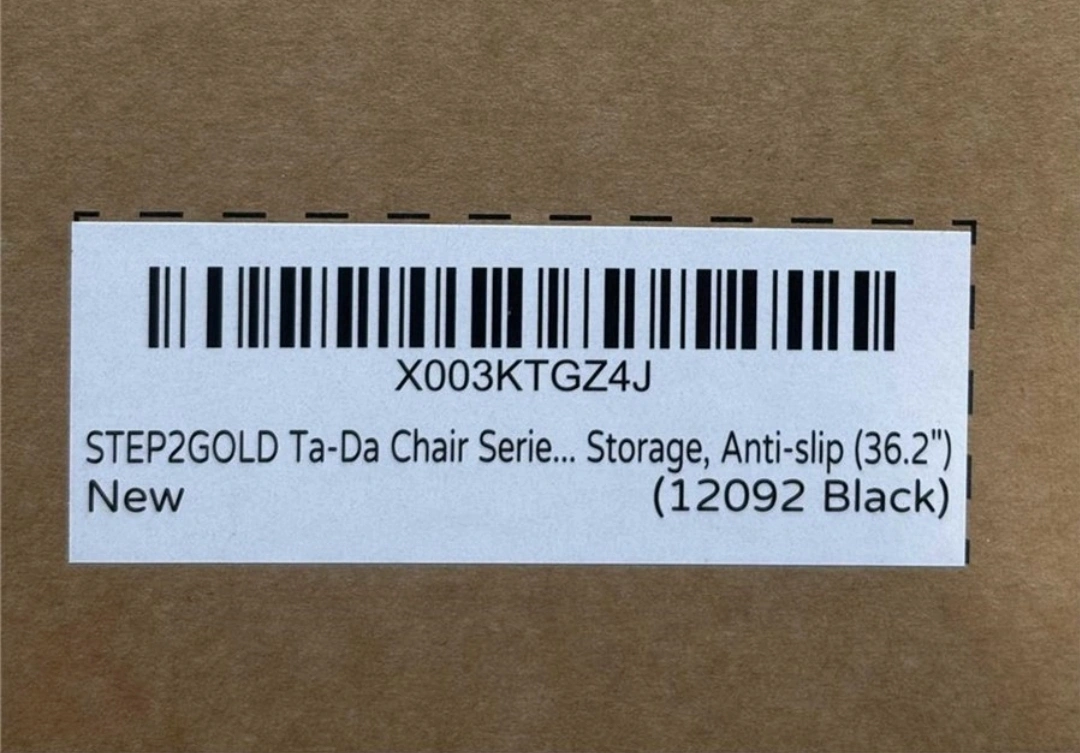 X003KTGZ4J
STEP2GOLD Ta-Da Chair Serie... Storage, Anti-slip (36.2")
New (12092 Black)